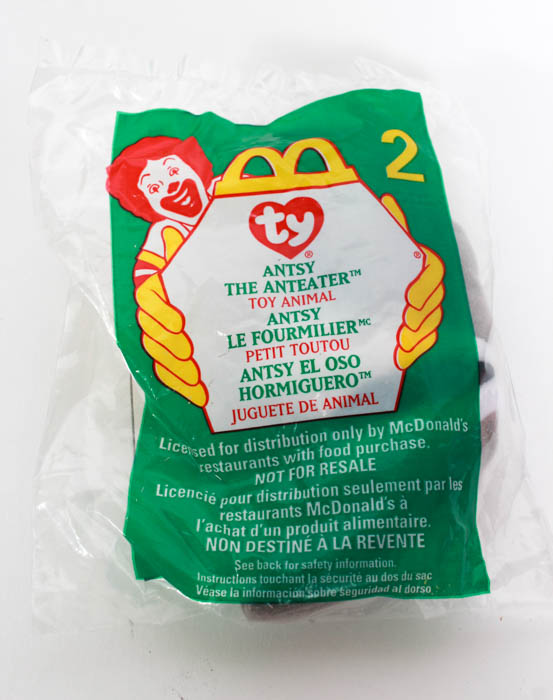 2
ty®
®
ANTSY
THE ANTEATER™
TOY ANIMAL
ANTSY
LE FOURMILIER MC
PETIT TOUTOU
ANTSY EL OSO
HORMIGUERO™
JUGUETE DE ANIMAL
Licensed for distribution only by McDonald's
restaurants with food purchase.
NOT FOR RESALE
Licencié pour distribution seulement par les
restaurants McDonald's à
l'achat d'un produit alimentaire.
NON DESTINÉ À LA REVENTE
See back for safety information.
Instructions touchant la sécurité au dos du sac
Véase la información sobre seguridad al dorso